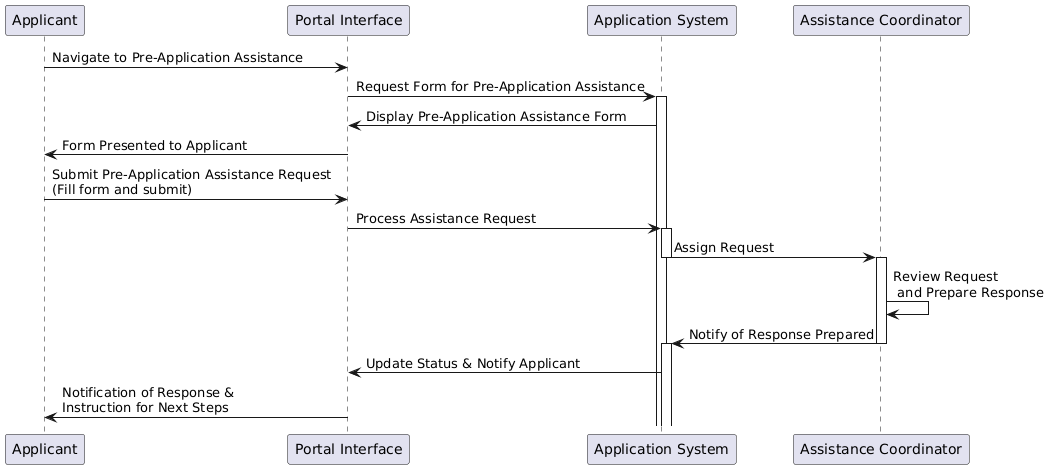 Applicant
Portal Interface
Application System
Assistance Coordinator
Navigate to Pre-Application Assistance
Request Form for Pre-Application Assistance
Display Pre-Application Assistance Form
Form Presented to Applicant
Submit Pre-Application Assistance Request
(Fill form and submit)
Process Assistance Request
Assign Request
Review Request
and Prepare Response
Notify of Response Prepared
Update Status & Notify Applicant
Notification of Response &
Instruction for Next Steps
Applicant
Portal Interface
Application System
Assistance Coordinator